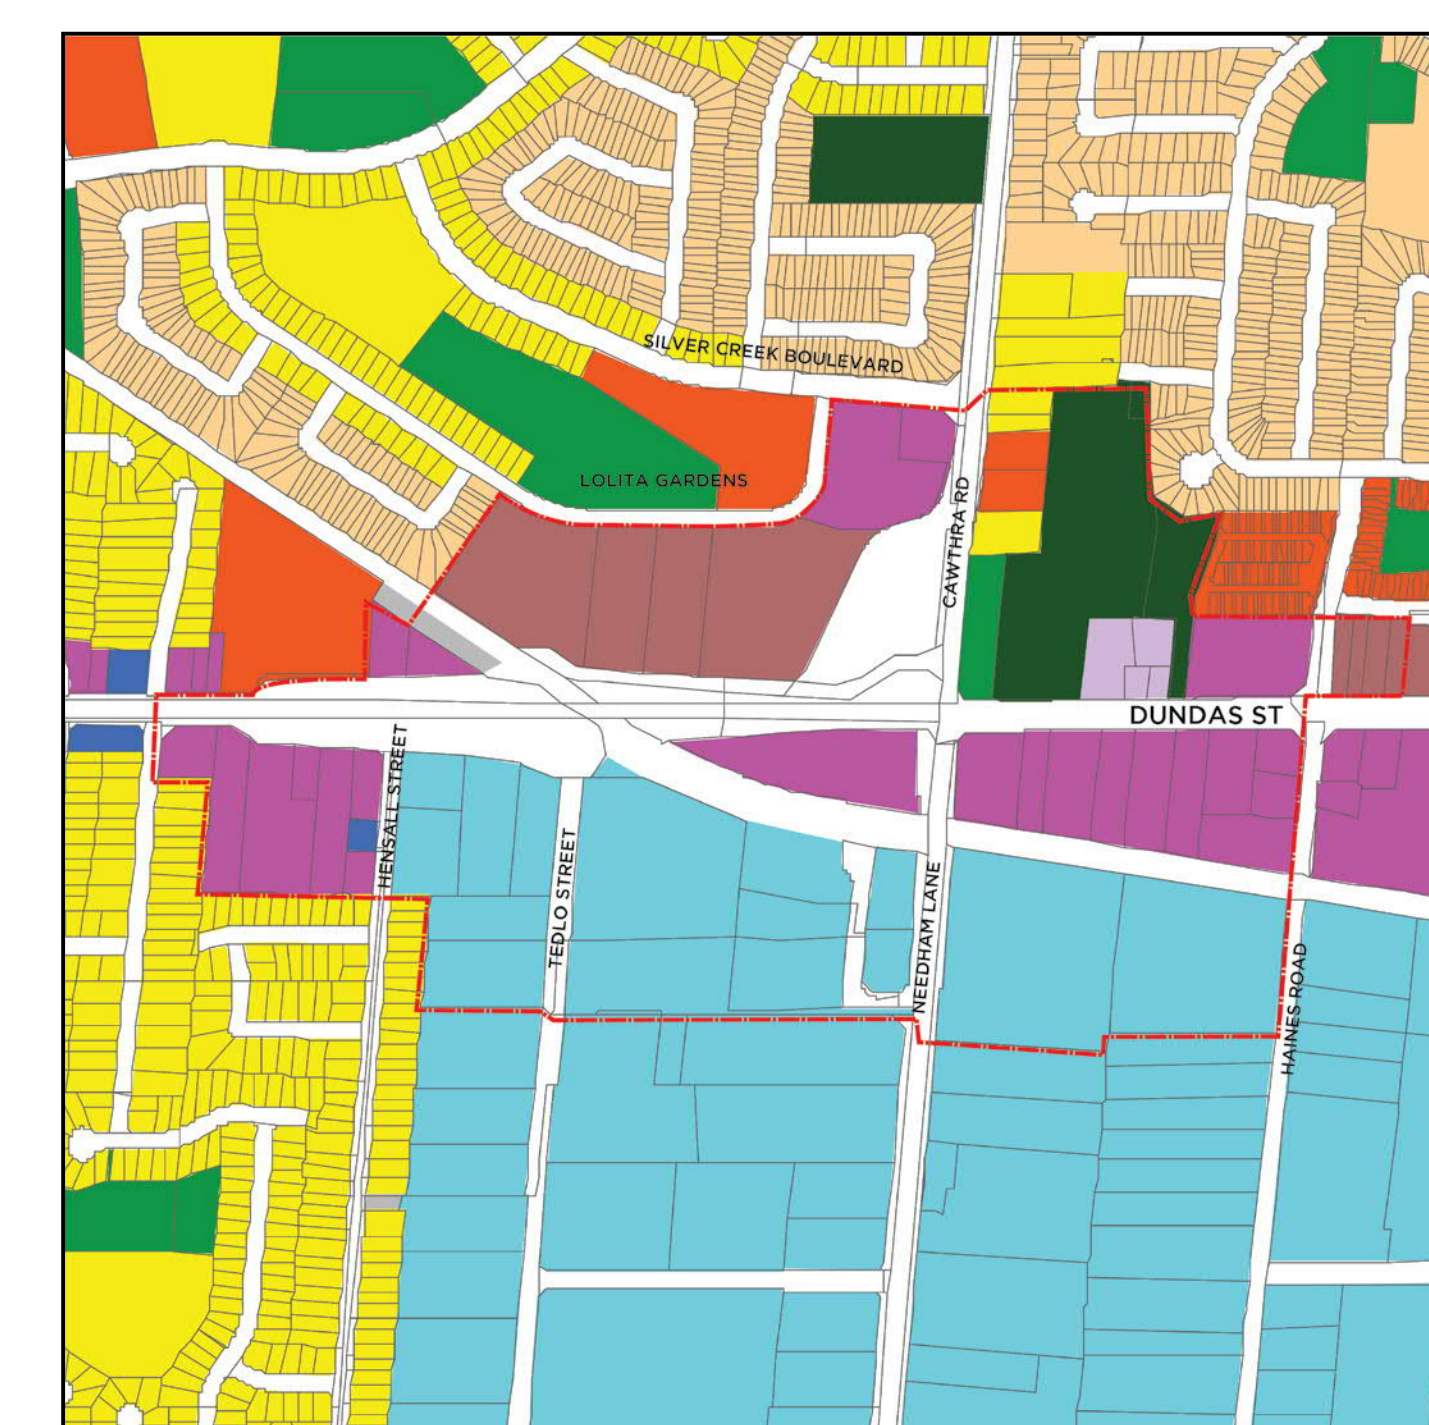 SILVER CREEK BOULEVARD
LOLITA GARDENS
CAWTHRA RD
DUNDAS ST
HENSALL STREET
TEDLO STREET
NEEDHAM LANE
HAINES ROAD